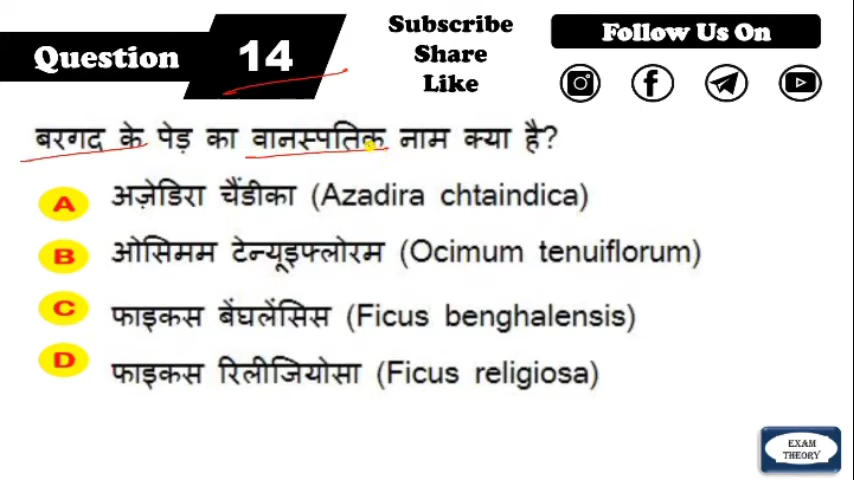 Question 14
Subscribe
Share
Like
Follow Us On
बरगद के पेड़ का वानस्पतिक नाम क्या है?
A अज़ेडिरा चैंडीका (Azadira chtaindica)
B ओसिमम टेन्यूइफ्लोरम (Ocimum tenuiflorum)
C फाइकस बेंघलेंसिस (Ficus benghalensis)
D फाइकस रिलीजियोसा (Ficus religiosa)
EXAM
THEORY